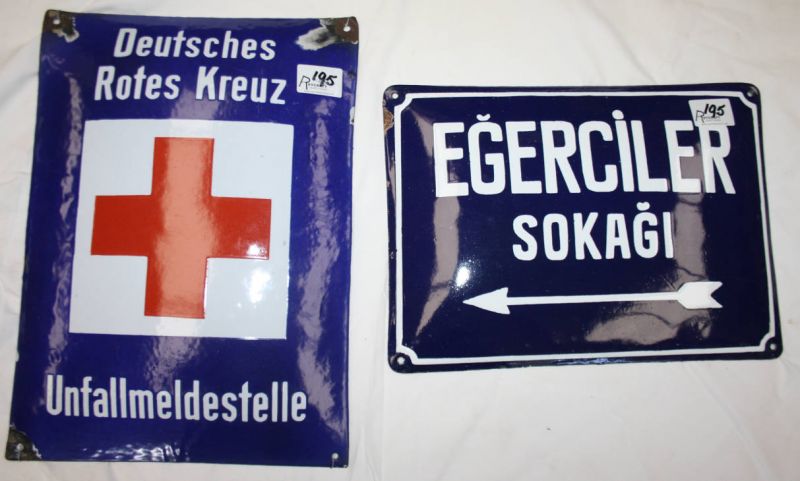 Deutsches
Rotes Kreuz
195
Unfallmeldestelle
195
EĞERCİLER
SOKAĞI